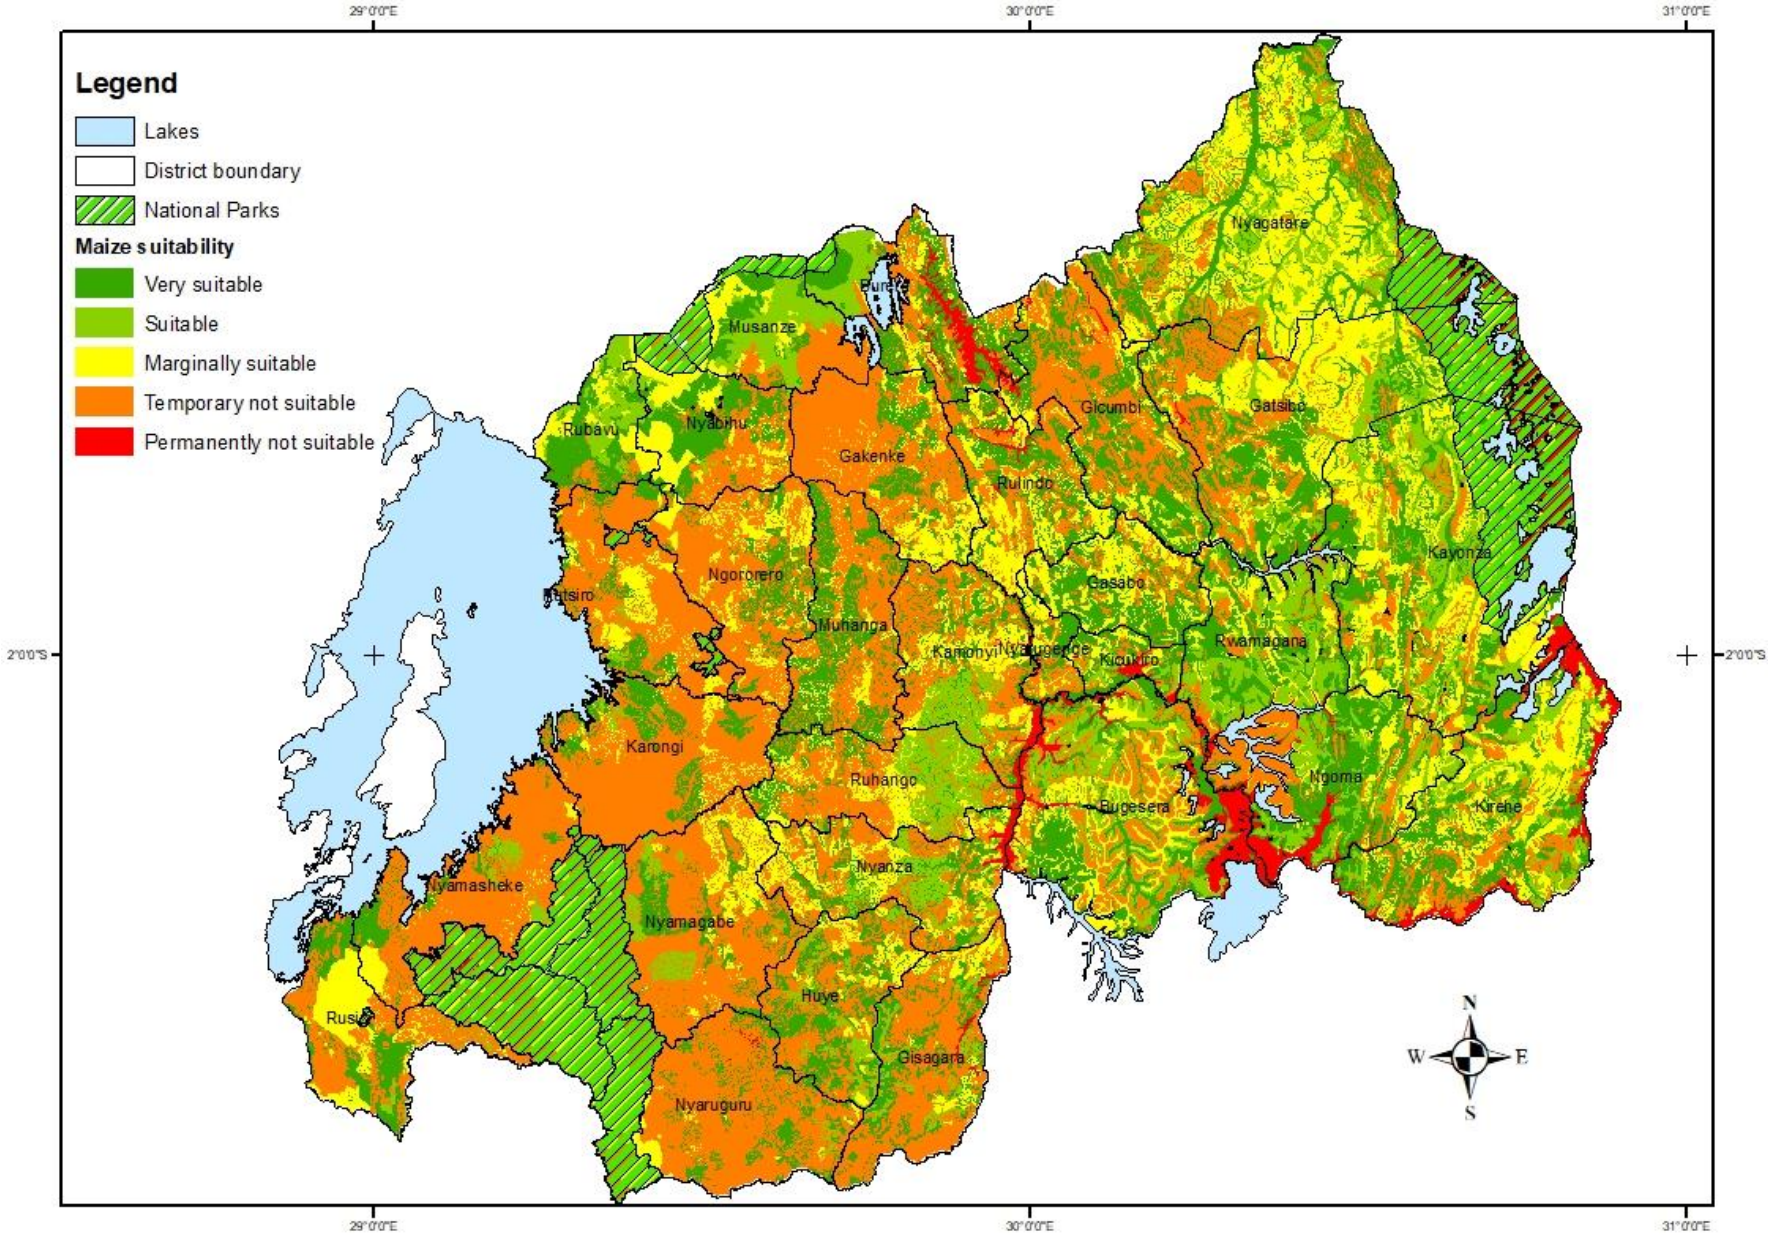 29°0'0"E 30°0'0"E 31°0'0"E
Legend
Lakes
District boundary
National Parks
Maize suitability
Very suitable
Suitable
Marginally suitable
Temporary not suitable
Permanently not suitable
Nyagatare
Burera
Musanze
Gatsibo
Gicumbi
Nyabihu
Rubavu
Gakenke
Rulindo
Kayonza
Ngororero
Gasabo
Rutsiro
Muhanga
Rwamagana
Kamonyi Nyarugenge
Kicukiro
2°0'0"S 2°0'0"S
Karongi
Ruhango
Ngoma
Bugesera
Kirehe
Nyanza
Nyamasheke
Nyamagabe
Huye
Rusizi
Gisagara
Nyaruguru
N
W E
S
29°0'0"E 30°0'0"E 31°0'0"E